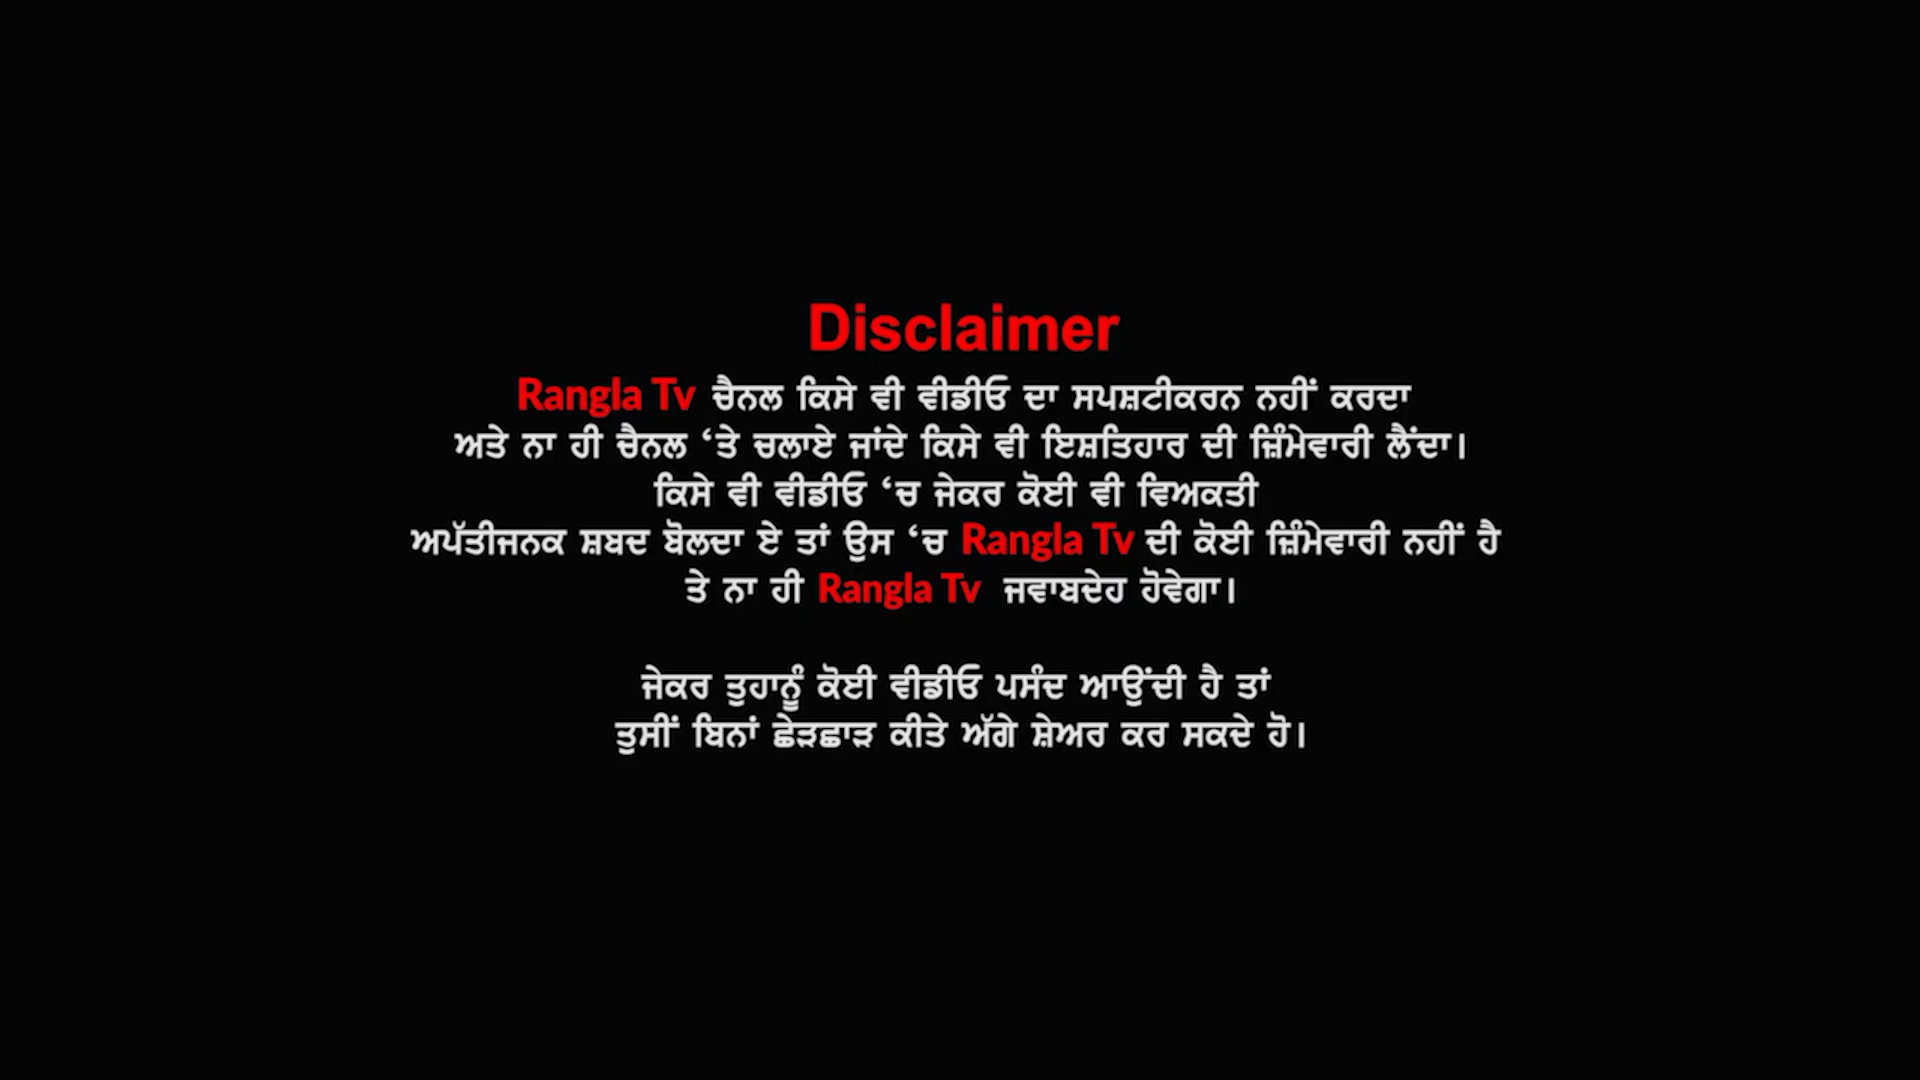 Disclaimer
Rangla Tv ਚੈਨਲ ਕਿਸੇ ਵੀ ਵੀਡੀਓ ਦਾ ਸਪਸ਼ਟੀਕਰਨ ਨਹੀਂ ਕਰਦਾ
ਅਤੇ ਨਾ ਹੀ ਚੈਨਲ ‘ਤੇ ਚਲਾਏ ਜਾਂਦੇ ਕਿਸੇ ਵੀ ਇਸ਼ਤਿਹਾਰ ਦੀ ਜ਼ਿੰਮੇਵਾਰੀ ਲੈਂਦਾ।
ਕਿਸੇ ਵੀ ਵੀਡੀਓ ‘ਚ ਜੇਕਰ ਕੋਈ ਵੀ ਵਿਅਕਤੀ
ਅਪੱਤੀਜਨਕ ਸ਼ਬਦ ਬੋਲਦਾ ਏ ਤਾਂ ਉਸ ‘ਚ Rangla Tv ਦੀ ਕੋਈ ਜ਼ਿੰਮੇਵਾਰੀ ਨਹੀਂ ਹੈ
ਤੇ ਨਾ ਹੀ Rangla Tv ਜਵਾਬਦੇਹ ਹੋਵੇਗਾ।
ਜੇਕਰ ਤੁਹਾਨੂੰ ਕੋਈ ਵੀਡੀਓ ਪਸੰਦ ਆਉਂਦੀ ਹੈ ਤਾਂ
ਤੁਸੀਂ ਬਿਨਾਂ ਛੇੜਛਾੜ ਕੀਤੇ ਅੱਗੇ ਸ਼ੇਅਰ ਕਰ ਸਕਦੇ ਹੋ।